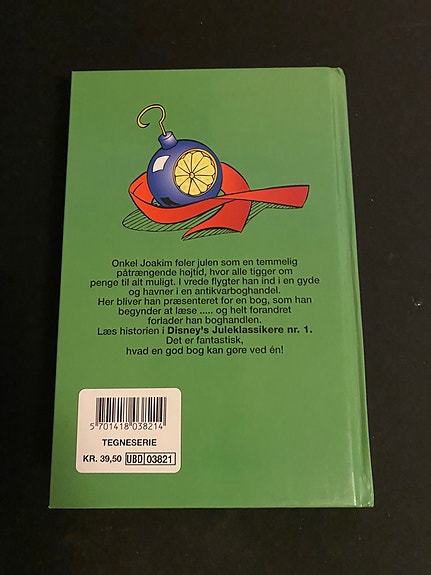 Onkel Joakim føler julen som en temmelig
påtrængende højtid, hvor alle tigger om
penge til alt muligt. I vrede flygter han ind i en gyde
og havner i en antikvarboghandel.
Her bliver han præsenteret for en bog, som han
begynder at læse ..... og helt forandret
forlader han boghandlen.
Læs historien i Disney's Juleklassikere nr. 1.
Det er fantastisk,
hvad en god bog kan gøre ved én!
5 701418 038214
TEGNESERIE
KR. 39,50 UBD 03821